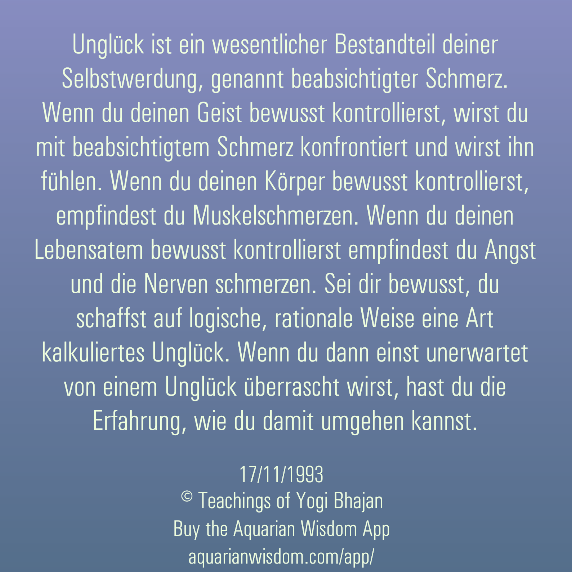 Unglück ist ein wesentlicher Bestandteil deiner
Selbstwerdung, genannt beabsichtigter Schmerz.
Wenn du deinen Geist bewusst kontrollierst, wirst du
mit beabsichtigtem Schmerz konfrontiert und wirst ihn
fühlen. Wenn du deinen Körper bewusst kontrollierst,
empfindest du Muskelschmerzen. Wenn du deinen
Lebensatem bewusst kontrollierst empfindest du Angst
und die Nerven schmerzen. Sei dir bewusst, du
schaffst auf logische, rationale Weise eine Art
kalkuliertes Unglück. Wenn du dann einst unerwartet
von einem Unglück überrascht wirst, hast du die
Erfahrung, wie du damit umgehen kannst.
17/11/1993
© Teachings of Yogi Bhajan
Buy the Aquarian Wisdom App
aquarianwisdom.com/app/